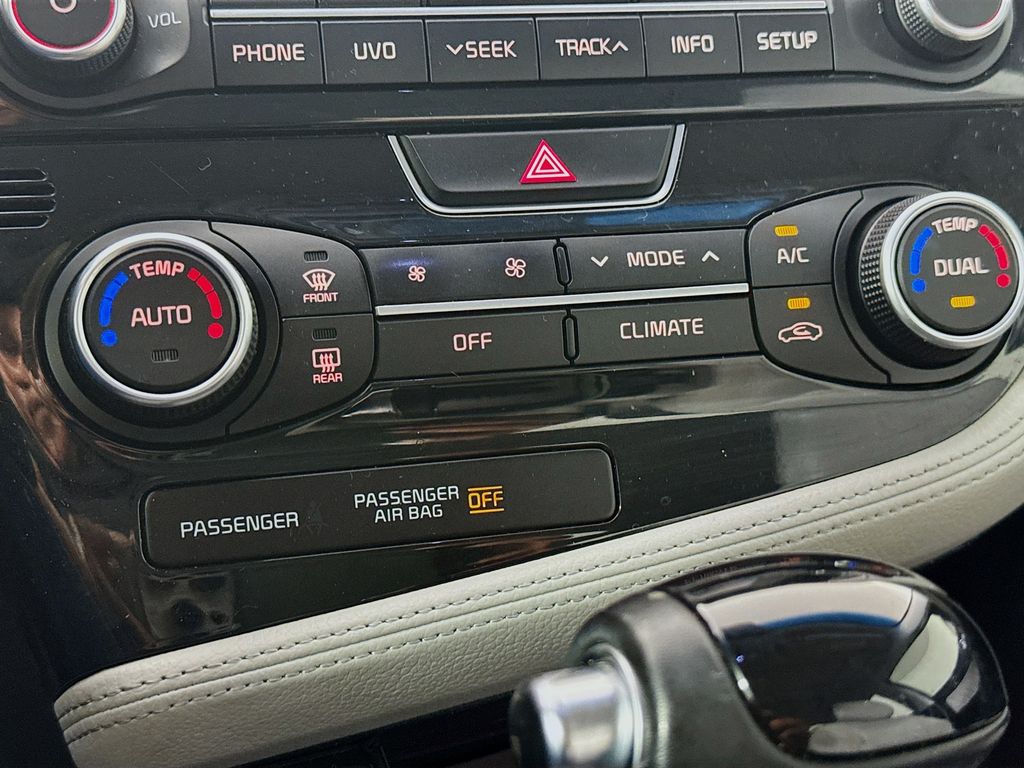 VOL
PHONE
UVO
SEEK
TRACK
INFO
SETUP
TEMP
AUTO
FRONT
REAR
MODE
OFF
CLIMATE
A/C
TEMP
DUAL
PASSENGER
PASSENGER
AIR BAG
OFF